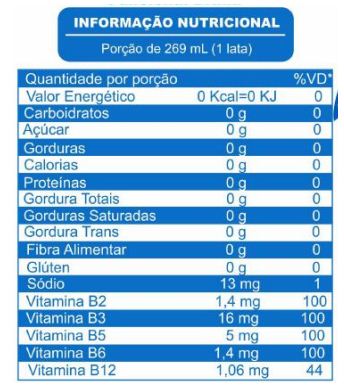 INFORMAÇÃO NUTRICIONAL
Porção de 269 mL (1 lata)
Quantidade por porção %VD*
Valor Energético 0 Kcal=0 KJ 0
Carboidratos 0 g 0
Açúcar 0 g 0
Gorduras 0 g 0
Calorias 0 g 0
Proteínas 0 g 0
Gordura Totais 0 g 0
Gorduras Saturadas 0 g 0
Gordura Trans 0 g 0
Fibra Alimentar 0 g 0
Glúten 0 g 0
Sódio 13 mg 1
Vitamina B2 1,4 mg 100
Vitamina B3 16 mg 100
Vitamina B5 5 mg 100
Vitamina B6 1,4 mg 100
Vitamina B12 1,06 mg 44